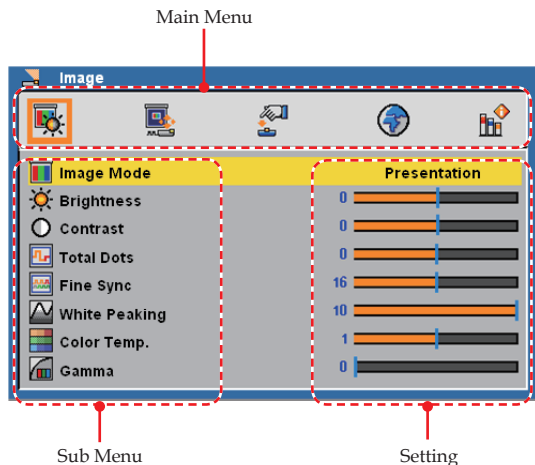 Main Menu
Image
Image Mode Presentation
Brightness 0
Contrast 0
Total Dots 0
Fine Sync 16
White Peaking 10
Color Temp. 1
Gamma 0
Sub Menu Setting